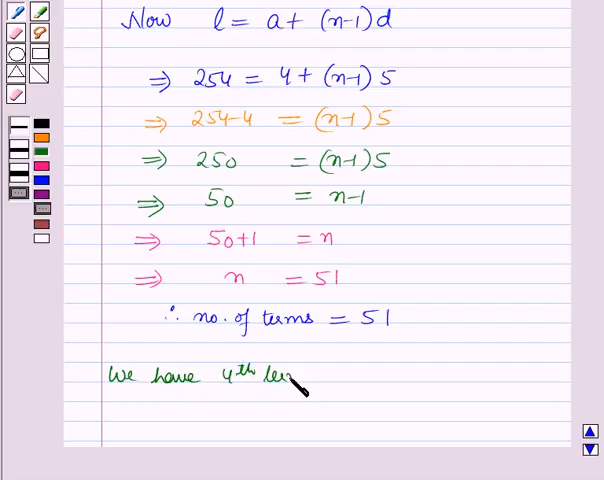 Now l = a + (n-1)d
⇒ 254 = 4 + (n-1) 5
⇒ 254-4 = (n-1) 5
⇒ 250 = (n-1) 5
⇒ 50 = n-1
⇒ 50+1 = n
⇒ n = 51
∴ no. of terms = 51
We have 4th